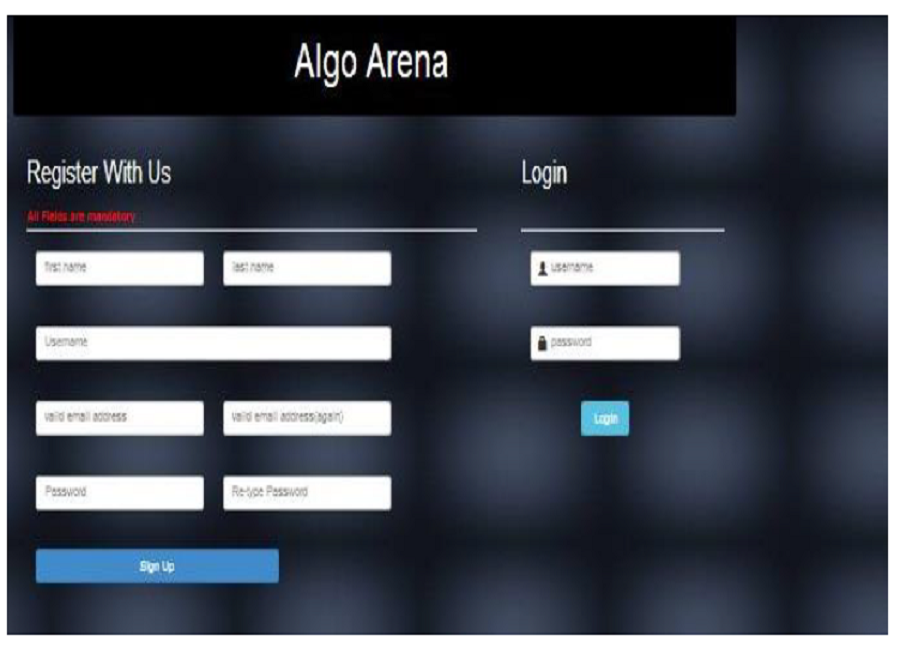 Algo Arena
Register With Us
All Fields are mandatory
first name
last name
Username
valid email address
valid email address(again)
Password
Re-type Password
Sign Up
Login
username
password
Login